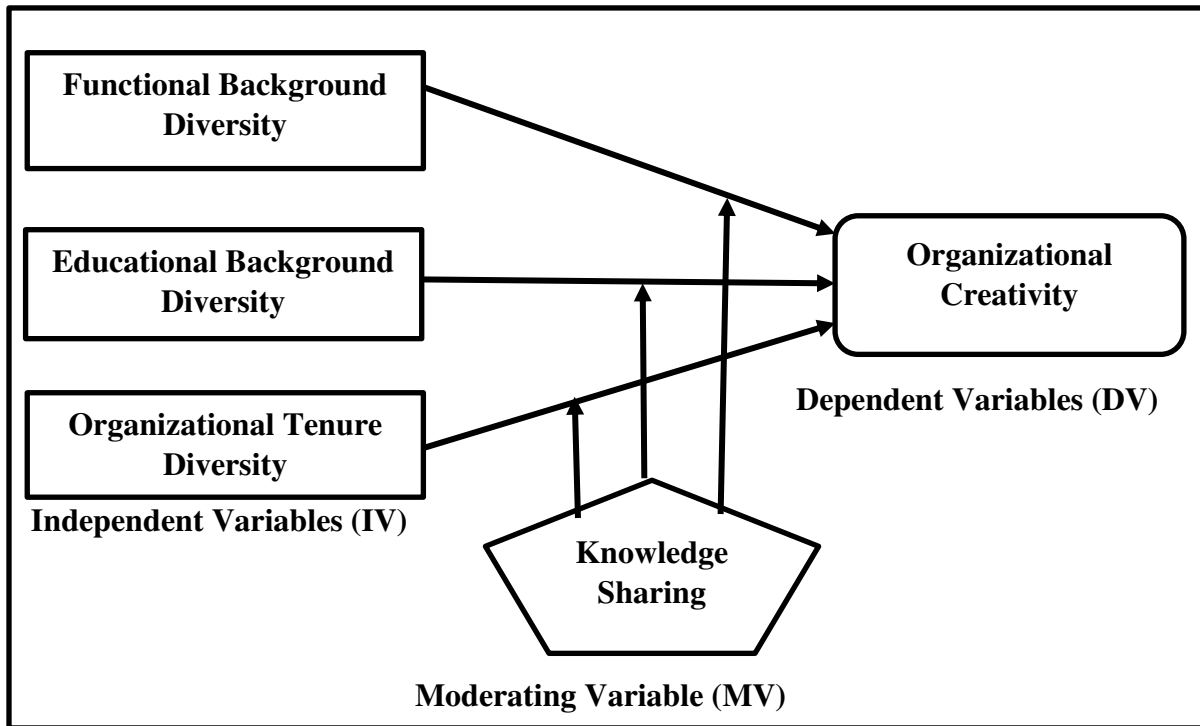 Functional Background
Diversity
Educational Background
Diversity
Organizational Tenure
Diversity
Independent Variables (IV)
Organizational
Creativity
Dependent Variables (DV)
Knowledge
Sharing
Moderating Variable (MV)